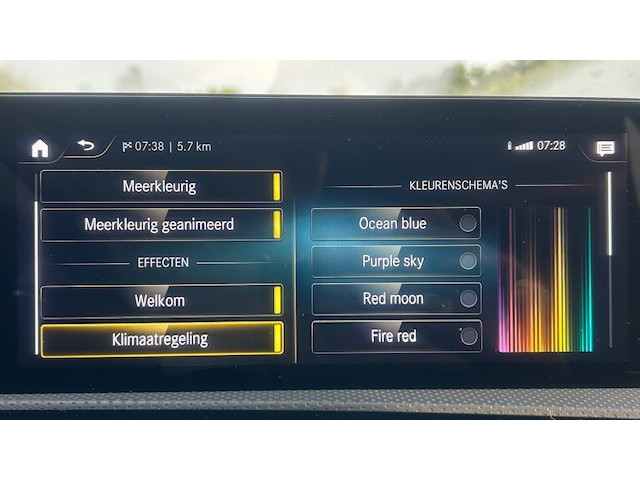 07:38 | 5.7 km
07:28
Meerkleurig
Meerkleurig geanimeerd
EFFECTEN
Welkom
Klimaatregeling
KLEURENSCHEMA'S
Ocean blue
Purple sky
Red moon
Fire red